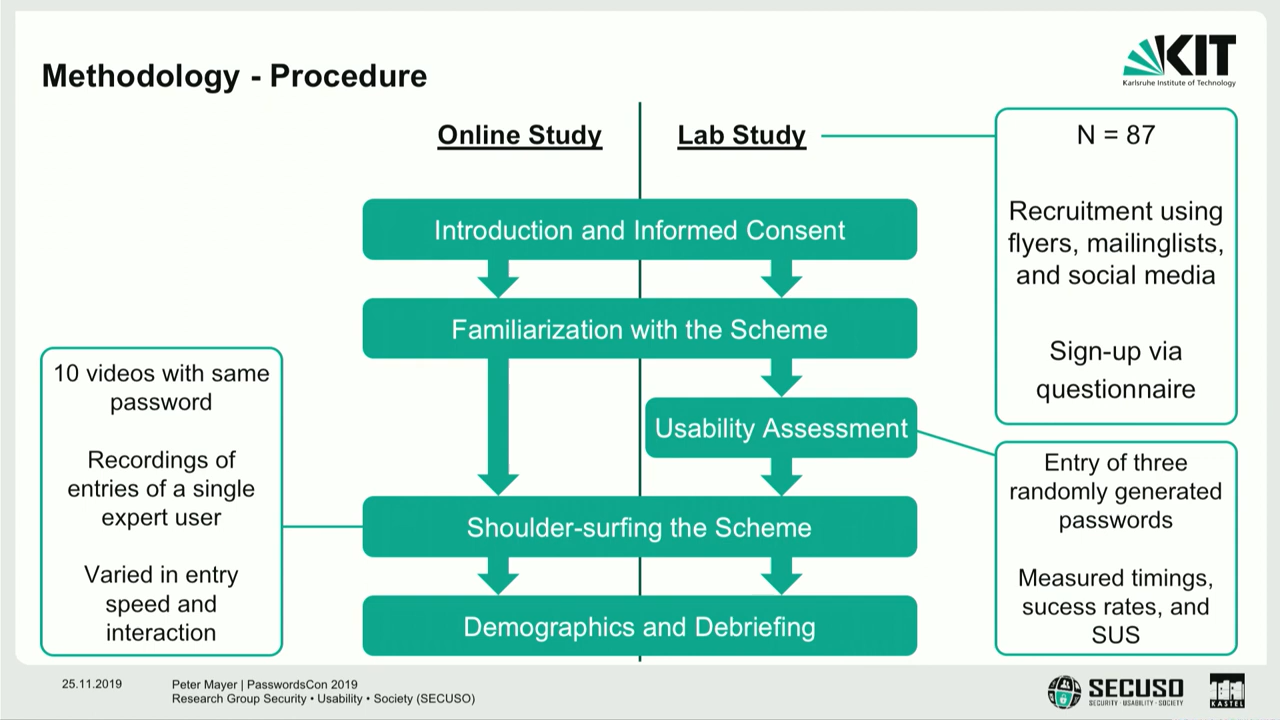 Methodology - Procedure
KIT
Karlsruhe Institute of Technology
Online Study
Lab Study
N = 87
Recruitment using
flyers, mailinglists,
and social media
Sign-up via
questionnaire
Introduction and Informed Consent
Familiarization with the Scheme
Usability Assessment
Entry of three
randomly generated
passwords
Measured timings,
sucess rates, and
SUS
10 videos with same
password
Recordings of
entries of a single
expert user
Varied in entry
speed and
interaction
Shoulder-surfing the Scheme
Demographics and Debriefing
25.11.2019
Peter Mayer | PasswordsCon 2019
Research Group Security • Usability • Society (SECUSO)
SECUSO
SECURITY · USABILITY · SOCIETY
KASTEL